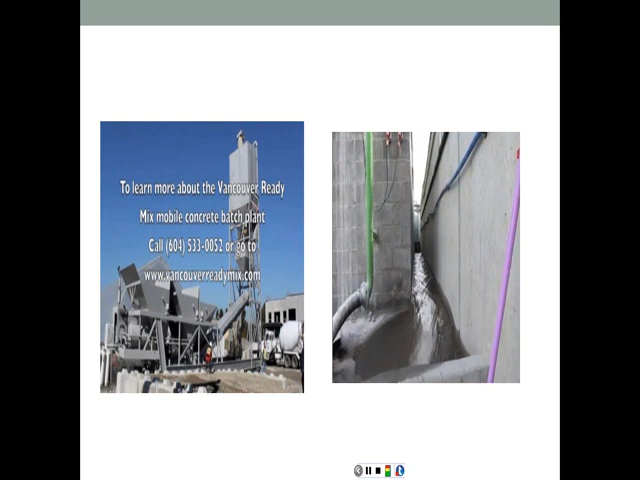 To learn more about the Vancouver Ready
Mix mobile concrete batch plant
Call (604) 533-0052 or go to
www.vancouverreadymix.com